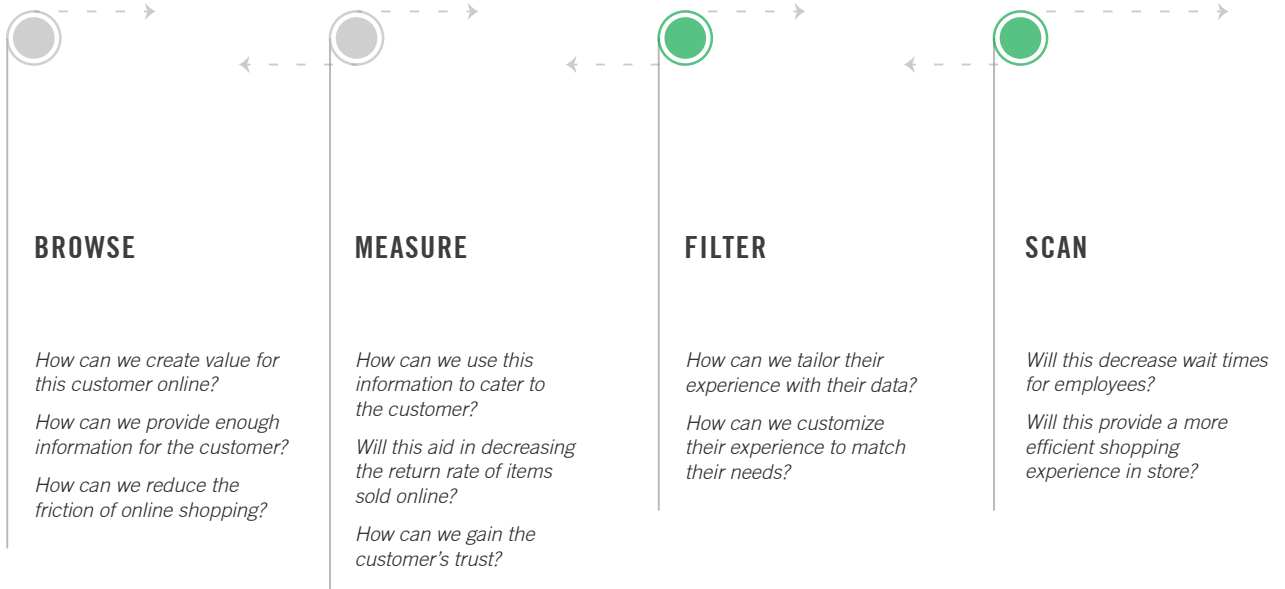 BROWSE
How can we create value for
this customer online?
How can we provide enough
information for the customer?
How can we reduce the
friction of online shopping?
MEASURE
How can we use this
information to cater to
the customer?
Will this aid in decreasing
the return rate of items
sold online?
How can we gain the
customer’s trust?
FILTER
How can we tailor their
experience with their data?
How can we customize
their experience to match
their needs?
SCAN
Will this decrease wait times
for employees?
Will this provide a more
efficient shopping
experience in store?